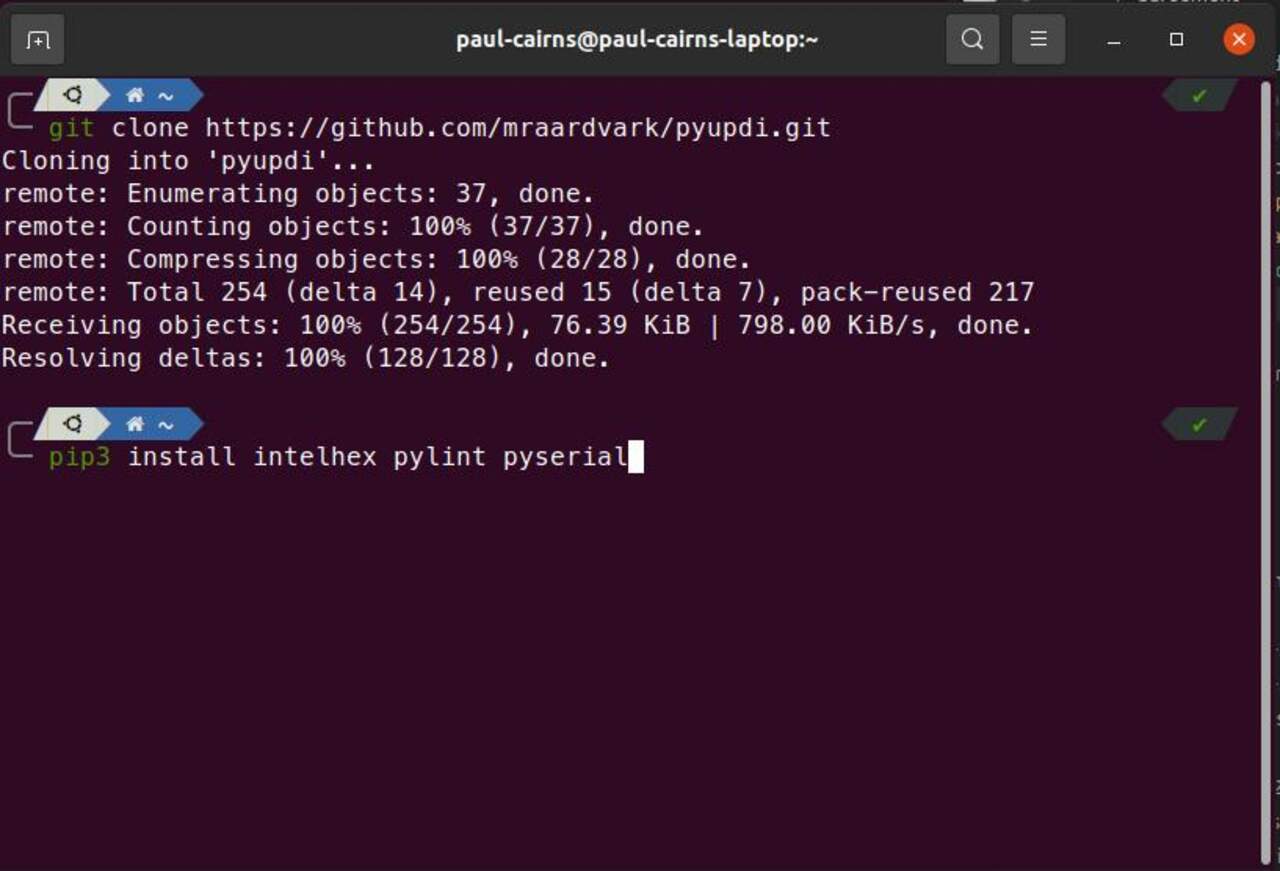 paul-cairns@paul-cairns-laptop:~
~
git clone https://github.com/mraardvark/pyupdi.git
Cloning into 'pyupdi'...
remote: Enumerating objects: 37, done.
remote: Counting objects: 100% (37/37), done.
remote: Compressing objects: 100% (28/28), done.
remote: Total 254 (delta 14), reused 15 (delta 7), pack-reused 217
Receiving objects: 100% (254/254), 76.39 KiB | 798.00 KiB/s, done.
Resolving deltas: 100% (128/128), done.
~
pip3 install intelhex pylint pyserial